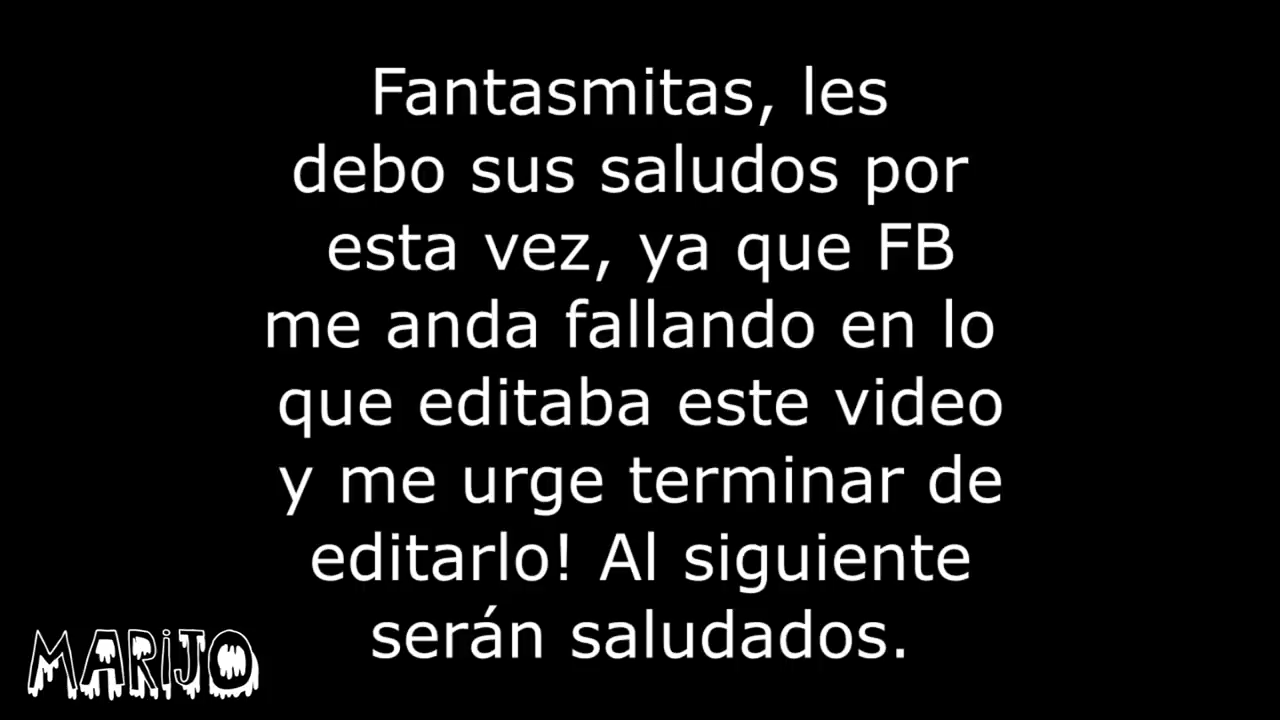 Fantasmitas, les
debo sus saludos por
esta vez, ya que FB
me anda fallando en lo
que editaba este video
y me urge terminar de
editarlo! Al siguiente
serán saludados.
MARiJO